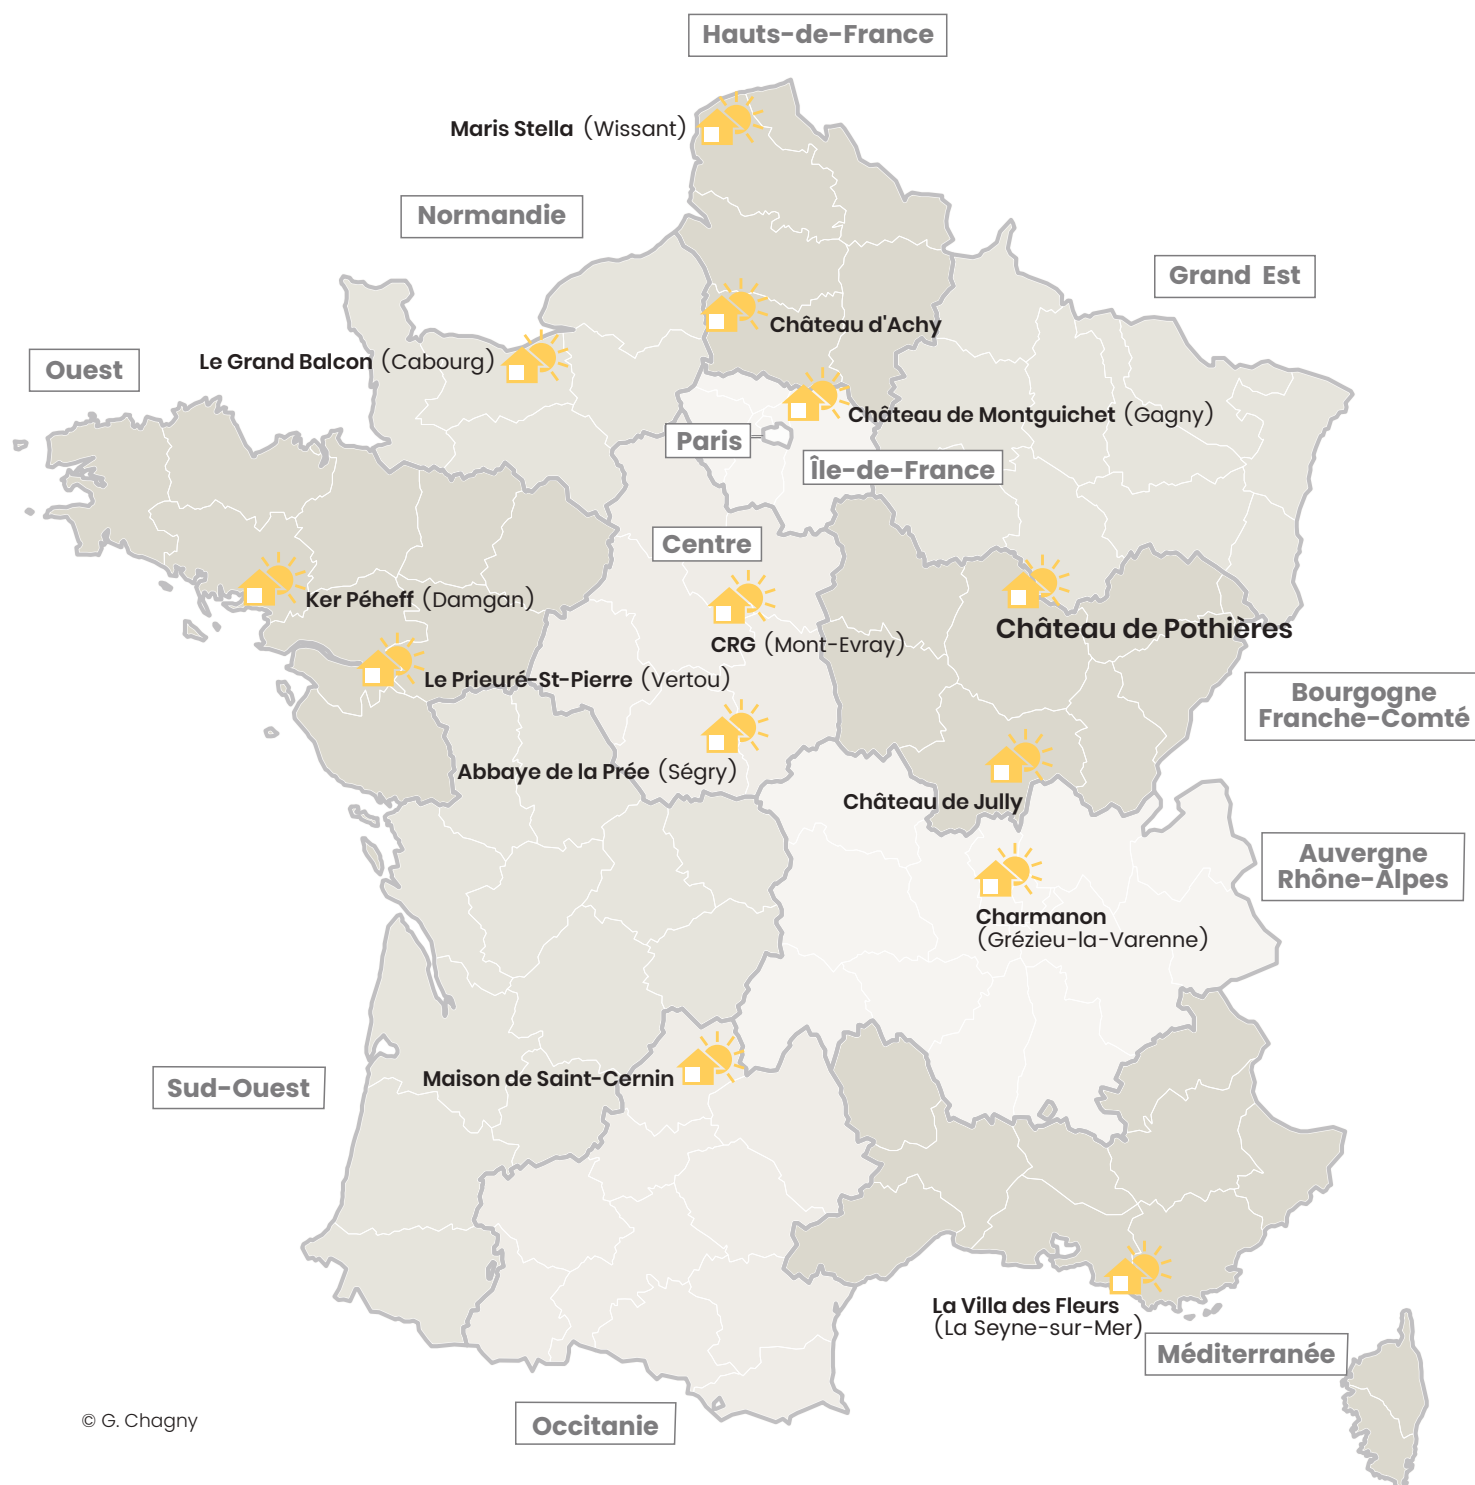 Hauts-de-France
Maris Stella (Wissant)
Normandie
Grand Est
Château d'Achy
Le Grand Balcon (Cabourg)
Ouest
Château de Montguichet (Gagny)
Paris
Île-de-France
Centre
Ker Péheff (Damgan)
Château de Pothières
CRG (Mont-Evray)
Le Prieuré-St-Pierre (Vertou)
Bourgogne
Franche-Comté
Abbaye de la Prée (Ségry)
Château de Jully
Auvergne
Rhône-Alpes
Charmanon
(Grézieu-la-Varenne)
Maison de Saint-Cernin
Sud-Ouest
La Villa des Fleurs
(La Seyne-sur-Mer)
Méditerranée
© G. Chagny
Occitanie